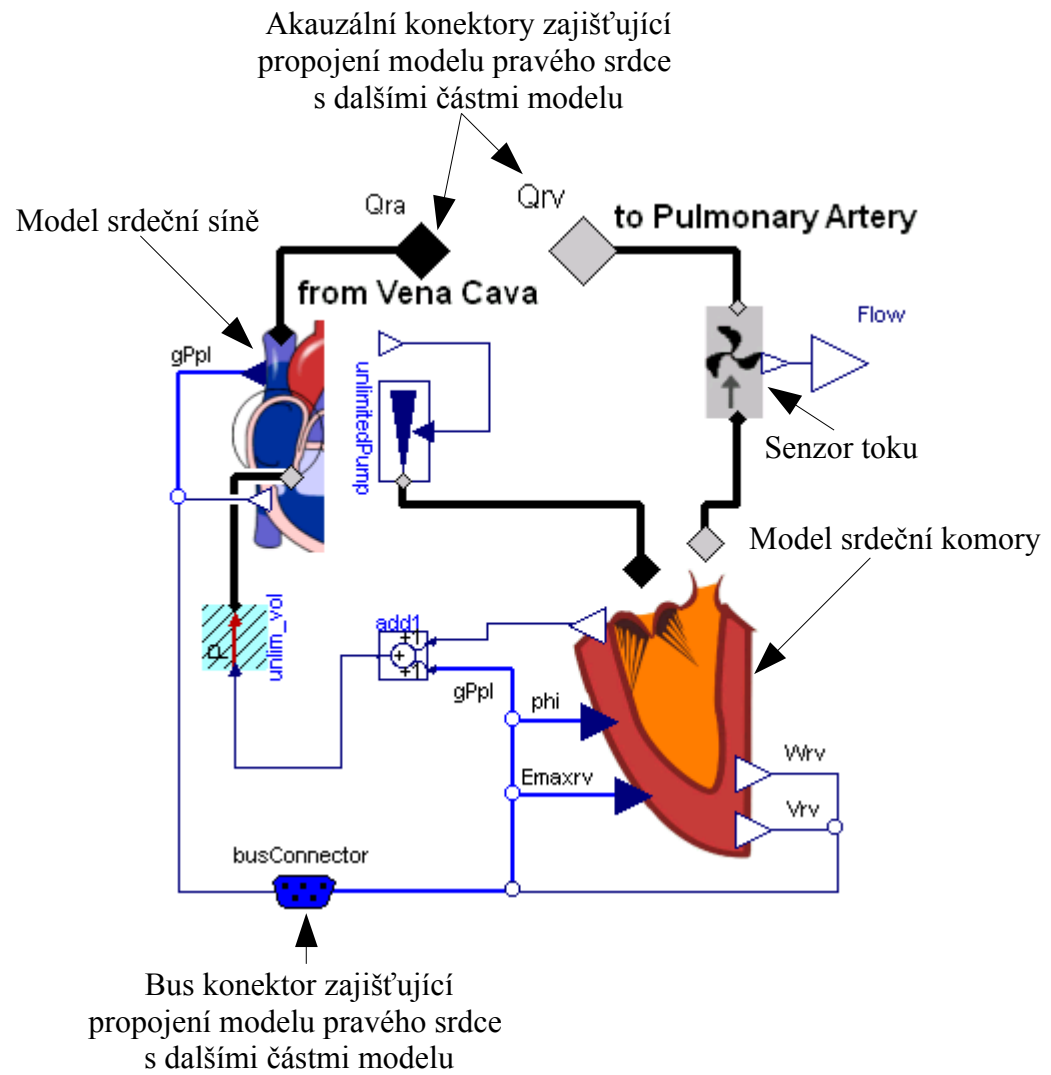 Akauzální konektory zajišťující
propojení modelu pravého srdce
s dalšími částmi modelu
Qra
Qrv
Model srdeční síně
to Pulmonary Artery
from Vena Cava
Flow
gPpl
unlimitedPump
Senzor toku
Model srdeční komory
unlim_vol
P
add1
+1
+
+1
gPpl
phi
Emaxrv
Wrv
Vrv
busConnector
Bus konektor zajišťující
propojení modelu pravého srdce
s dalšími částmi modelu